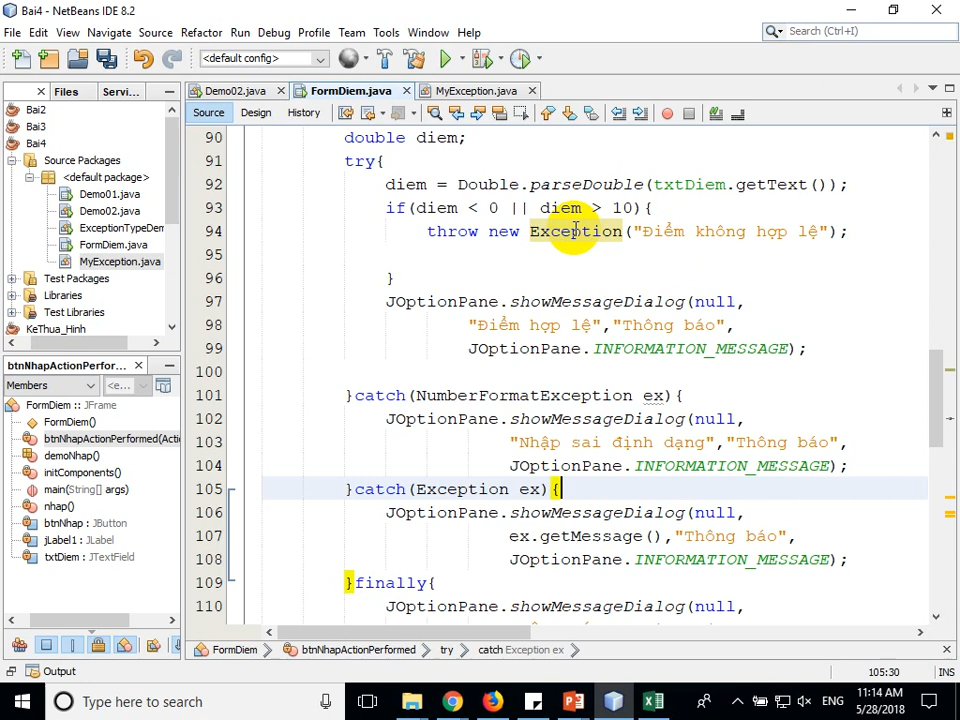 Bai4 - NetBeans IDE 8.2
File Edit View Navigate Source Refactor Run Debug Profile Team Tools Window Help
Search (Ctrl+I)
<default config>
Files Servi...
Demo02.java FormDiem.java MyException.java
Source Design History
Bai2
Bai3
Bai4
Source Packages
<default package>
Demo01.java
Demo02.java
ExceptionTypeDem
FormDiem.java
MyException.java
Test Packages
Libraries
Test Libraries
KeThua_Hinh
btnNhapActionPerfor...
Members <e...
FormDiem :: JFrame
FormDiem()
btnNhapActionPerformed(Actio
demoNhap()
initComponents()
main(String[] args)
nhap()
btnNhap : JButton
jLabel1 : JLabel
txtDiem : JTextField
90 double diem;
91 try{
92 diem = Double.parseDouble(txtDiem.getText());
93 if(diem < 0 || diem > 10){
94 throw new Exception("Điểm không hợp lệ");
95
96 }
97 JOptionPane.showMessageDialog(null,
98 "Điểm hợp lệ","Thông báo",
99 JOptionPane.INFORMATION_MESSAGE);
100
101 }catch(NumberFormatException ex){
102 JOptionPane.showMessageDialog(null,
103 "Nhập sai định dạng","Thông báo",
104 JOptionPane.INFORMATION_MESSAGE);
105 }catch(Exception ex){
106 JOptionPane.showMessageDialog(null,
107 ex.getMessage(),"Thông báo",
108 JOptionPane.INFORMATION_MESSAGE);
109 }finally{
110 JOptionPane.showMessageDialog(null,
FormDiem btnNhapActionPerformed try catch Exception ex
Output
105:30 INS
Type here to search
ENG
11:14 AM
5/28/2018